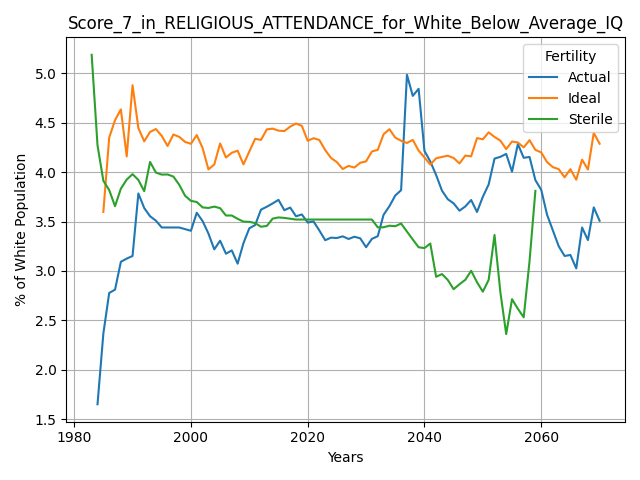 Score_7_in_RELIGIOUS_ATTENDANCE_for_White_Below_Average_IQ
Fertility
Actual
Ideal
Sterile
% of White Population
5.0
4.5
4.0
3.5
3.0
2.5
2.0
1.5
1980 2000 2020 2040 2060
Years